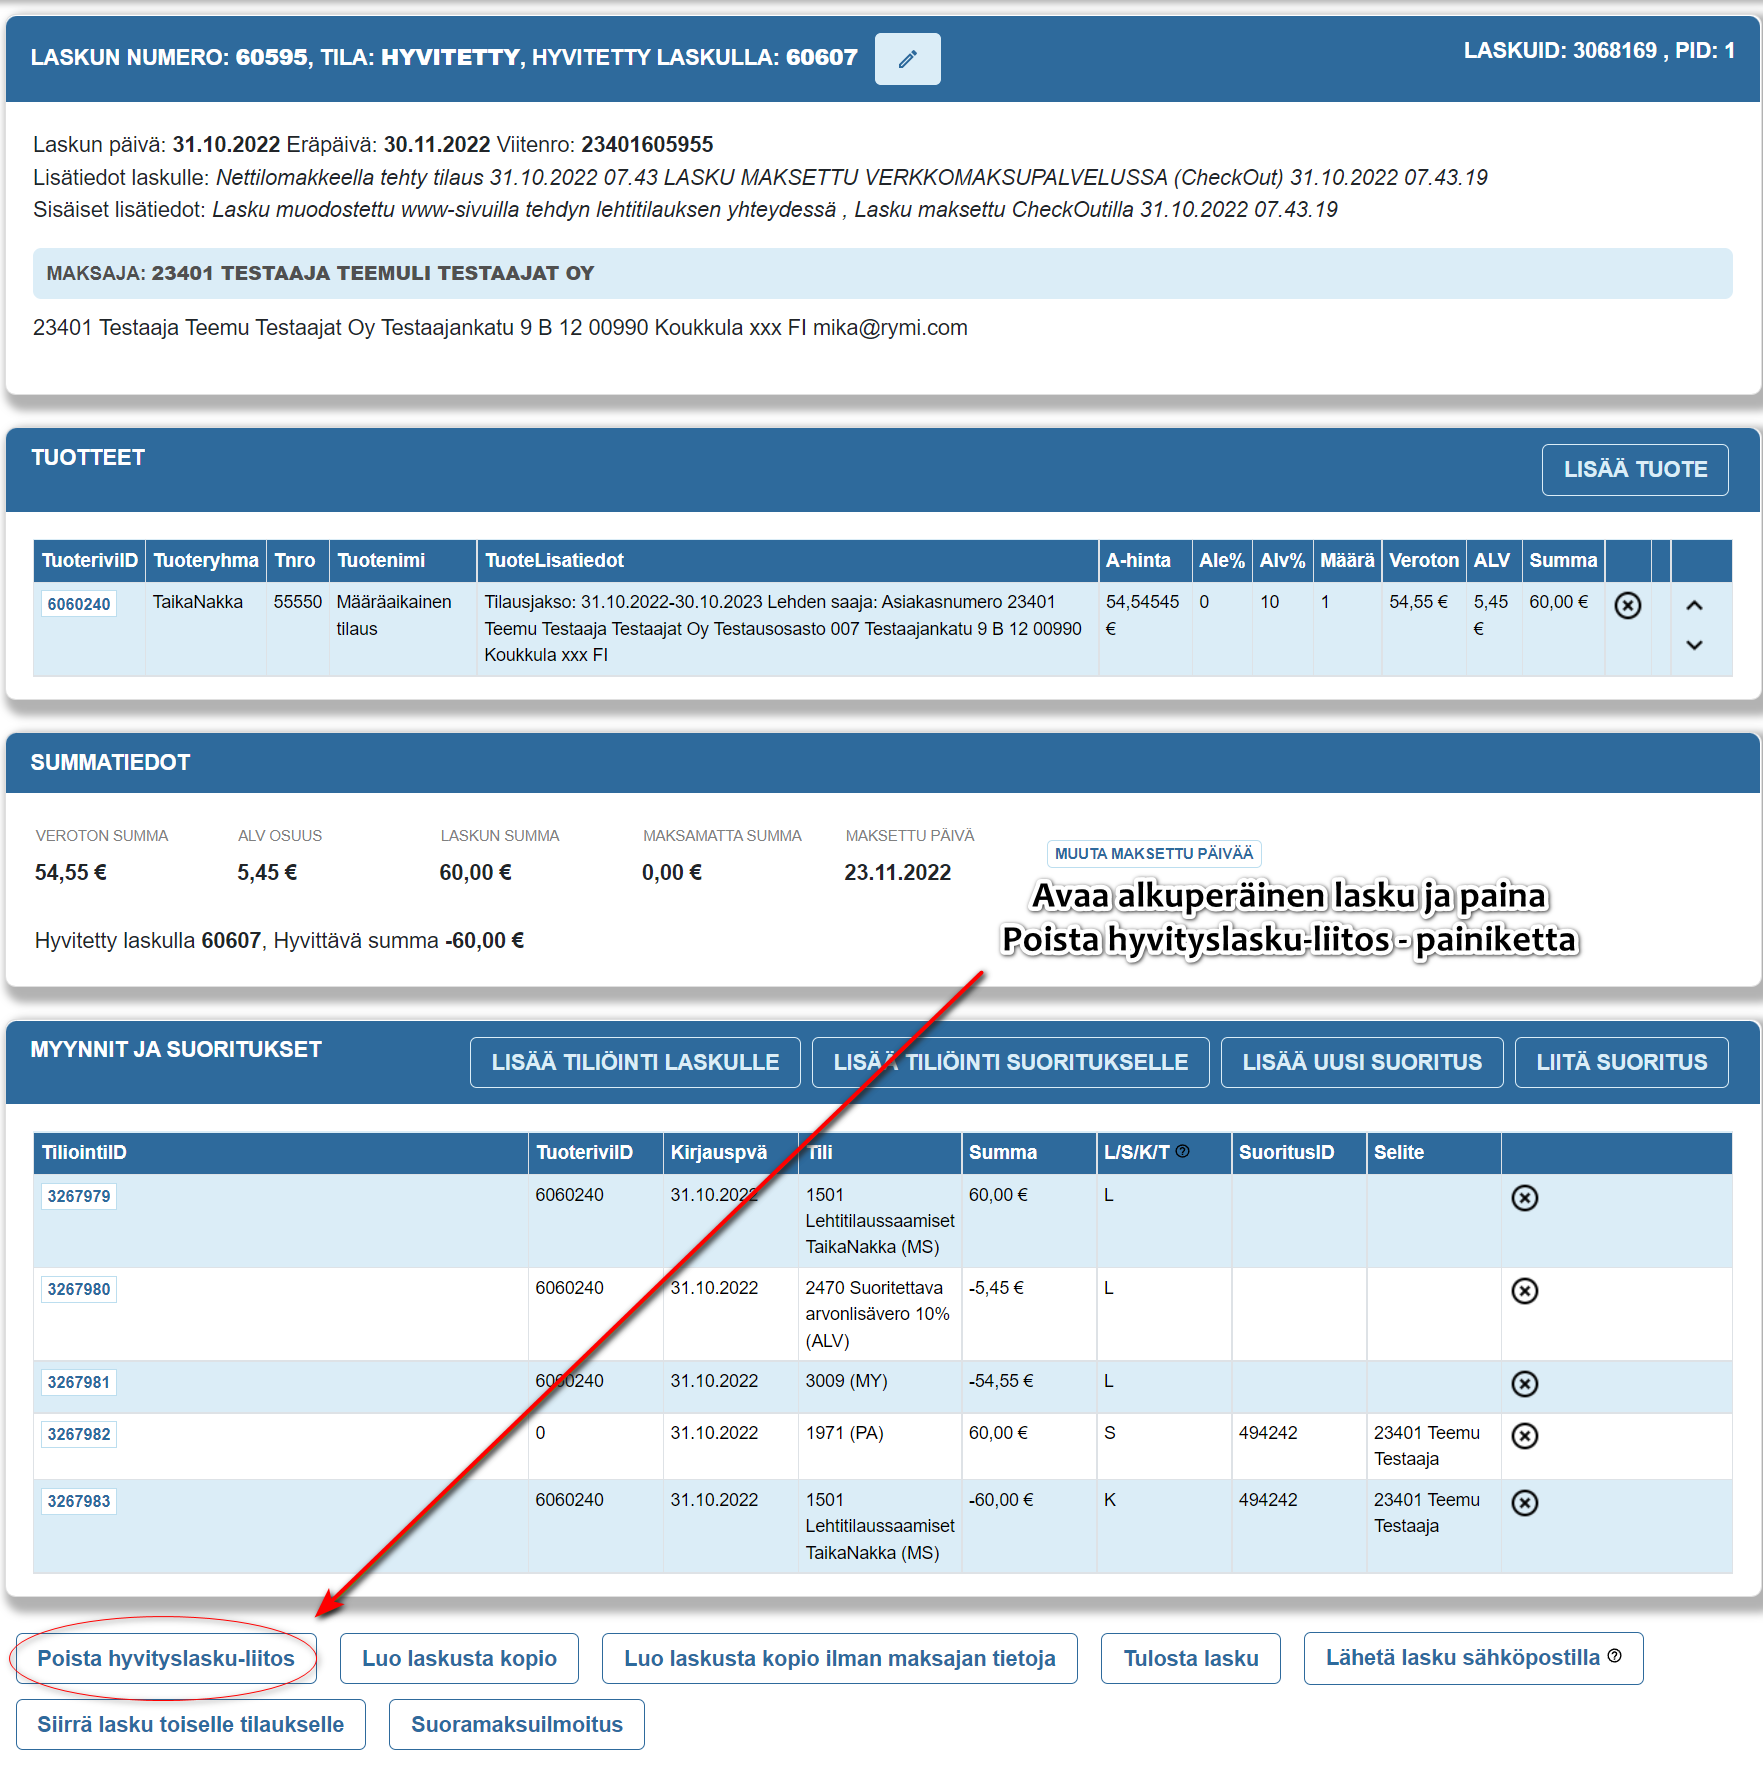 LASKUN NUMERO: 60595, TILA: HYVITETTY, HYVITETTY LASKULLA: 60607
LASKUID: 3068169 , PID: 1
Laskun päivä: 31.10.2022 Eräpäivä: 30.11.2022 Viitenro: 23401605955
Lisätiedot laskulle: Nettilomakkeella tehty tilaus 31.10.2022 07.43 LASKU MAKSETTU VERKKOMAKSUPALVELUSSA (CheckOut) 31.10.2022 07.43.19
Sisäiset lisätiedot: Lasku muodostettu www-sivuilla tehdyn lehtitilauksen yhteydessä , Lasku maksettu CheckOutilla 31.10.2022 07.43.19
MAKSAJA: 23401 TESTAAJA TEEMULI TESTAAJAT OY
23401 Testaaja Teemu Testaajat Oy Testaajankatu 9 B 12 00990 Koukkula xxx FI mika@rymi.com
TUOTTEET
LISÄÄ TUOTE
TuoteriviID Tuoteryhma Tnro Tuotenimi TuoteLisatiedot A-hinta Ale% Alv% Määrä Veroton ALV Summa
6060240 TaikaNakka 55550 Määräaikainen Tilausjakso: 31.10.2022-30.10.2023 Lehden saaja: Asiakasnumero 23401 54,54545 0 10 1 54,55 € 5,45 60,00 €
tilaus Teemu Testaaja Testaajat Oy Testausosasto 007 Testaajankatu 9 B 12 00990 € €
Koukkula xxx FI
SUMMATIEDOT
VEROTON SUMMA ALV OSUUS LASKUN SUMMA MAKSAMATTA SUMMA MAKSETTU PÄIVÄ
MUUTA MAKSETTU PÄIVÄÄ
54,55 € 5,45 € 60,00 € 0,00 € 23.11.2022
Avaa alkuperäinen lasku ja paina
Poista hyvityslasku-liitos - painiketta
Hyvitetty laskulla 60607, Hyvittävä summa -60,00 €
MYYNNIT JA SUORITUKSET
LISÄÄ TILIÖINTI LASKULLE LISÄÄ TILIÖINTI SUORITUKSELLE LISÄÄ UUSI SUORITUS LIITÄ SUORITUS
TiliointiID TuoteriviID Kirjauspvä Tili Summa L/S/K/T SuoritusID Selite
3267979 6060240 31.10.2022 1501 60,00 € L
Lehtitilaussaamiset
TaikaNakka (MS)
3267980 6060240 31.10.2022 2470 Suoritettava -5,45 € L
arvonlisävero 10%
(ALV)
3267981 6060240 31.10.2022 3009 (MY) -54,55 € L
3267982 0 31.10.2022 1971 (PA) 60,00 € S 494242 23401 Teemu
Testaaja
3267983 6060240 31.10.2022 1501 -60,00 € K 494242 23401 Teemu
Lehtitilaussaamiset Testaaja
TaikaNakka (MS)
Poista hyvityslasku-liitos Luo laskusta kopio Luo laskusta kopio ilman maksajan tietoja Tulosta lasku Lähetä lasku sähköpostilla
Siirrä lasku toiselle tilaukselle Suoramaksuilmoitus